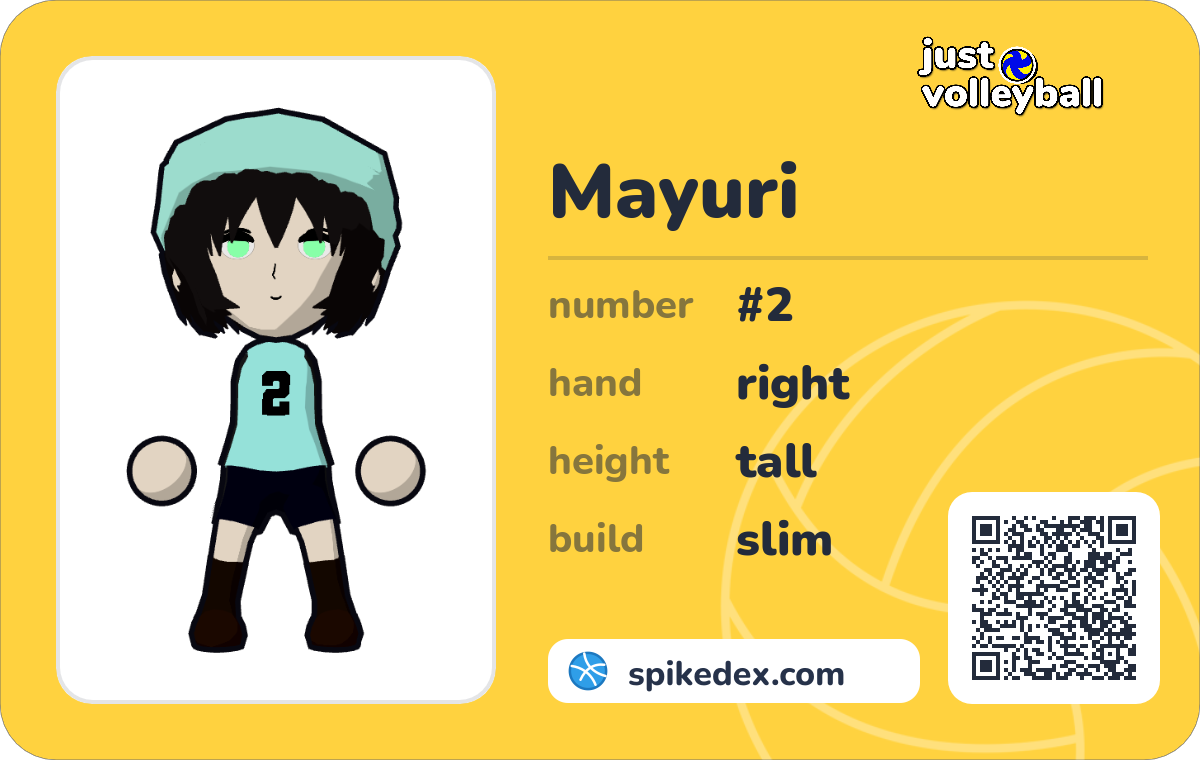 just
volleyball
Mayuri
number #2
hand right
height tall
build slim
2
spikedex.com